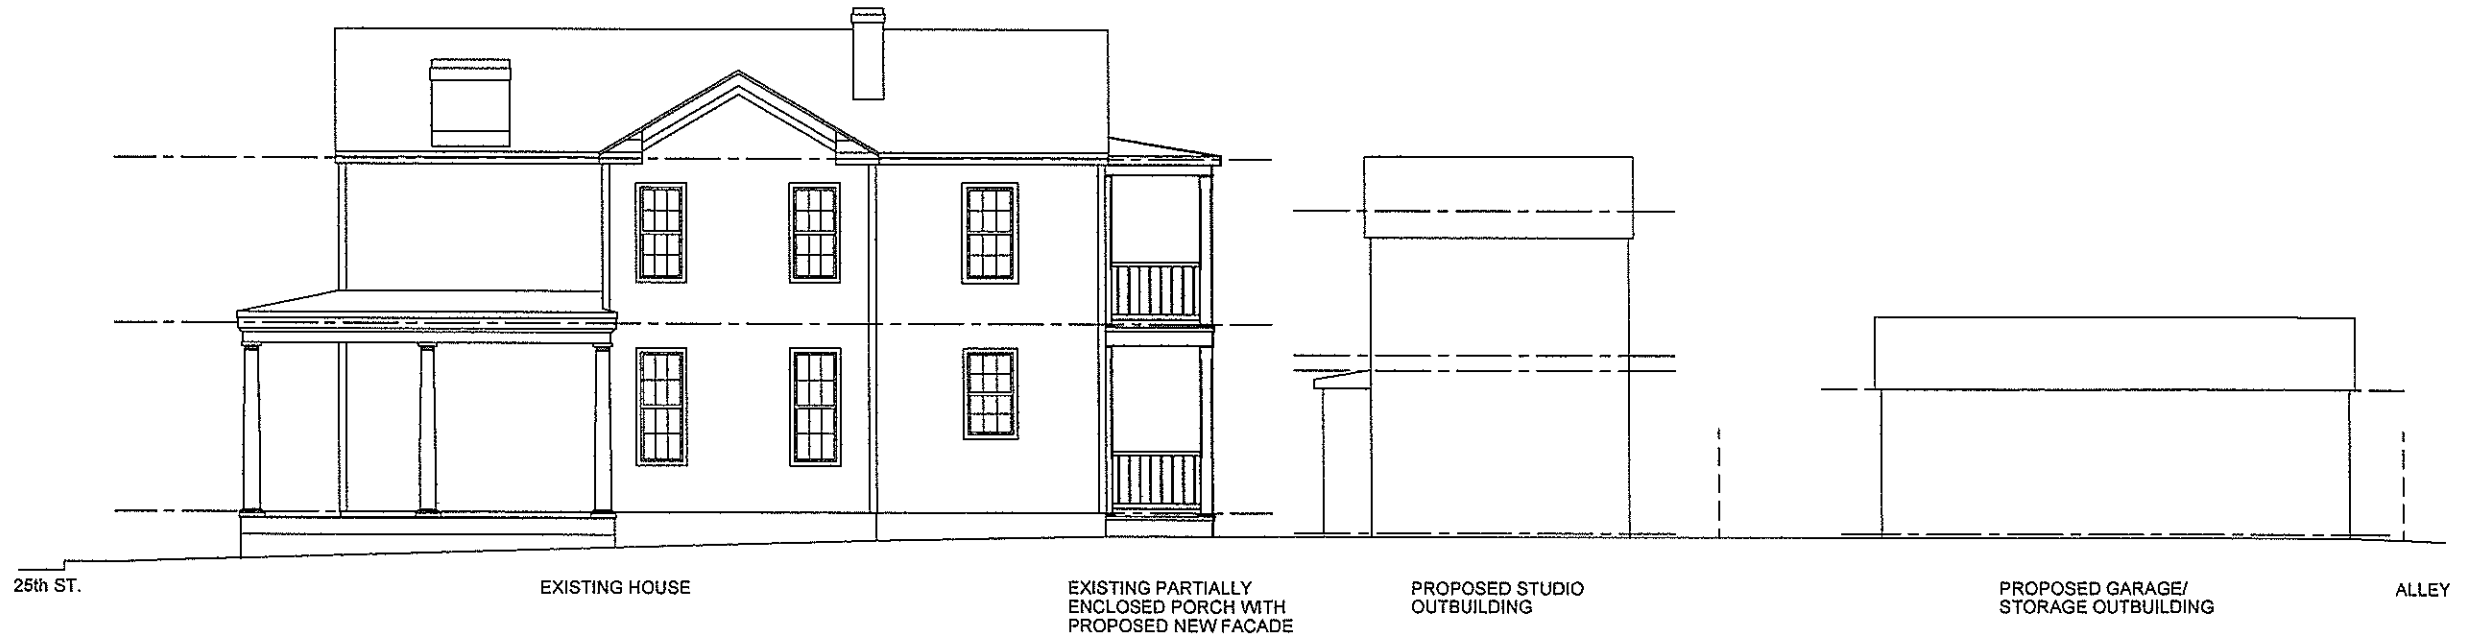 25th ST.
EXISTING HOUSE
EXISTING PARTIALLY
ENCLOSED PORCH WITH
PROPOSED NEW FACADE
PROPOSED STUDIO
OUTBUILDING
PROPOSED GARAGE/
STORAGE OUTBUILDING
ALLEY